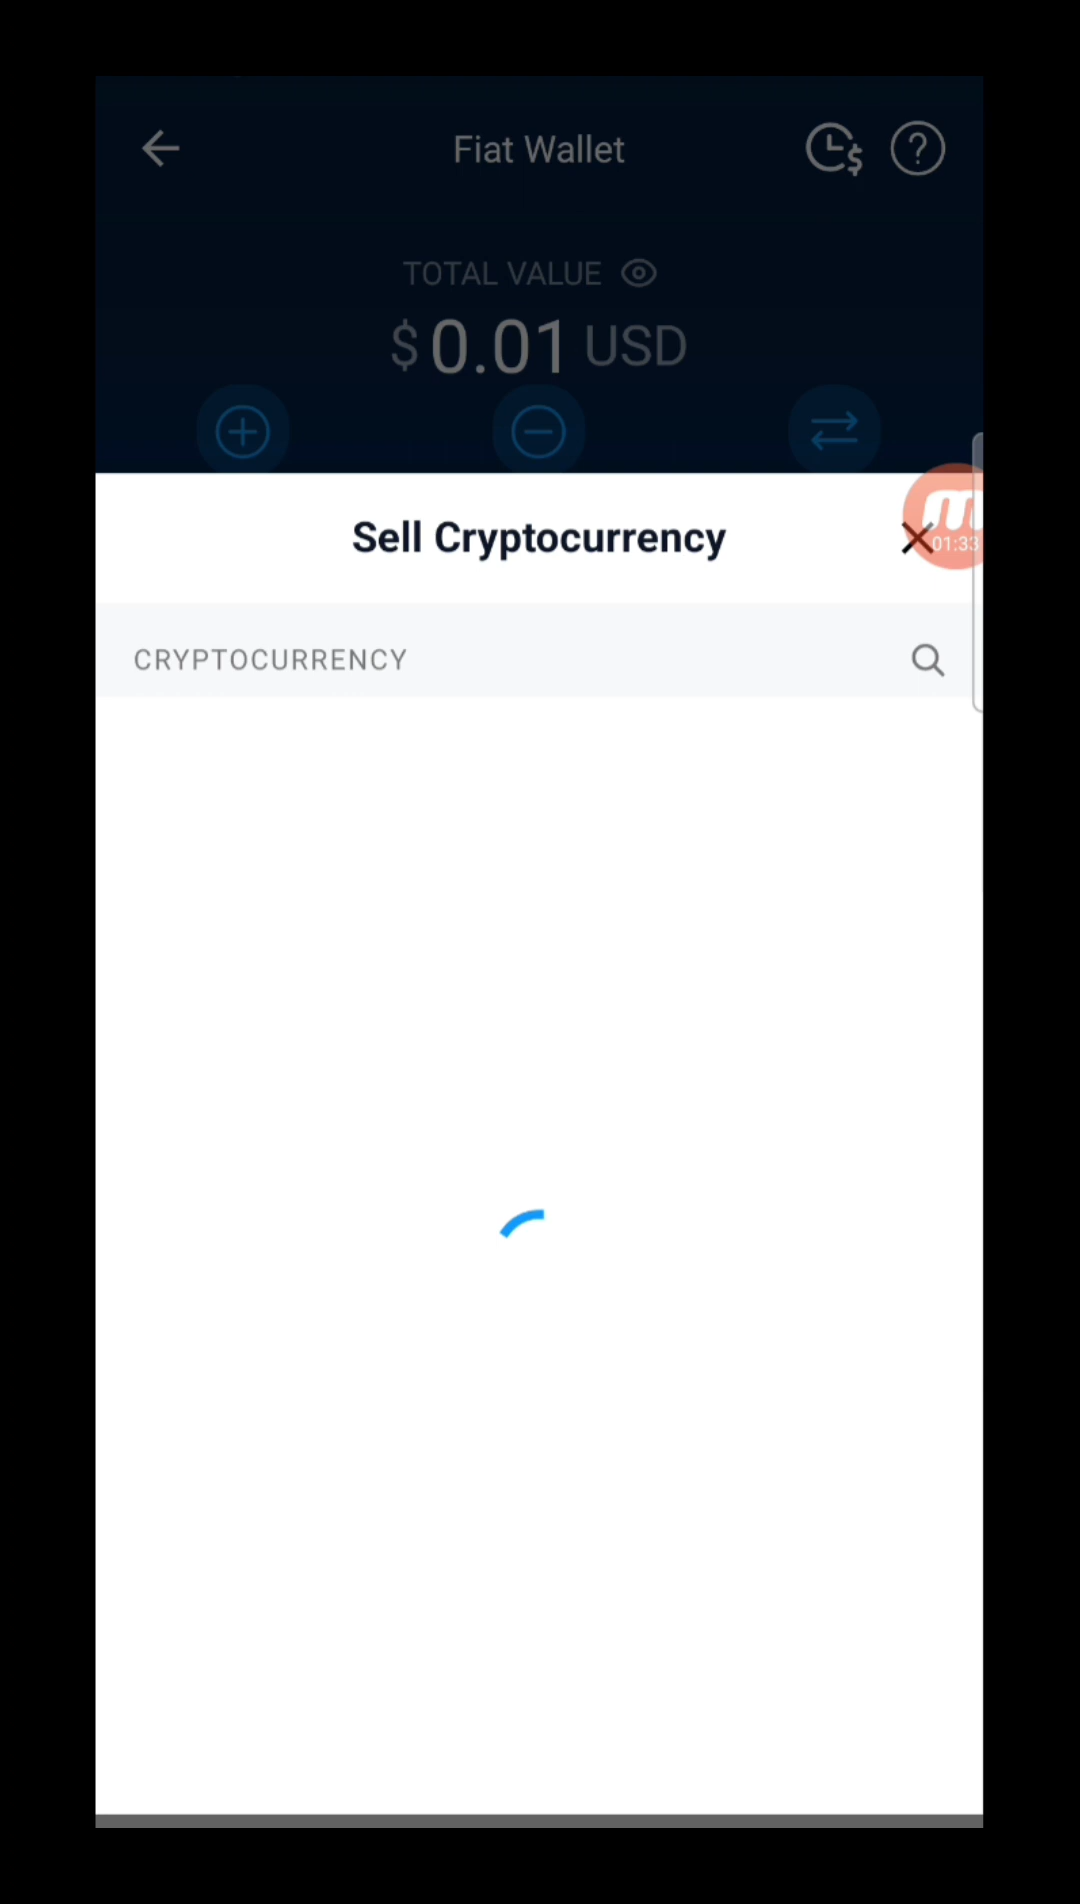 Fiat Wallet
TOTAL VALUE
$ 0.01 USD
Sell Cryptocurrency
01:33
CRYPTOCURRENCY